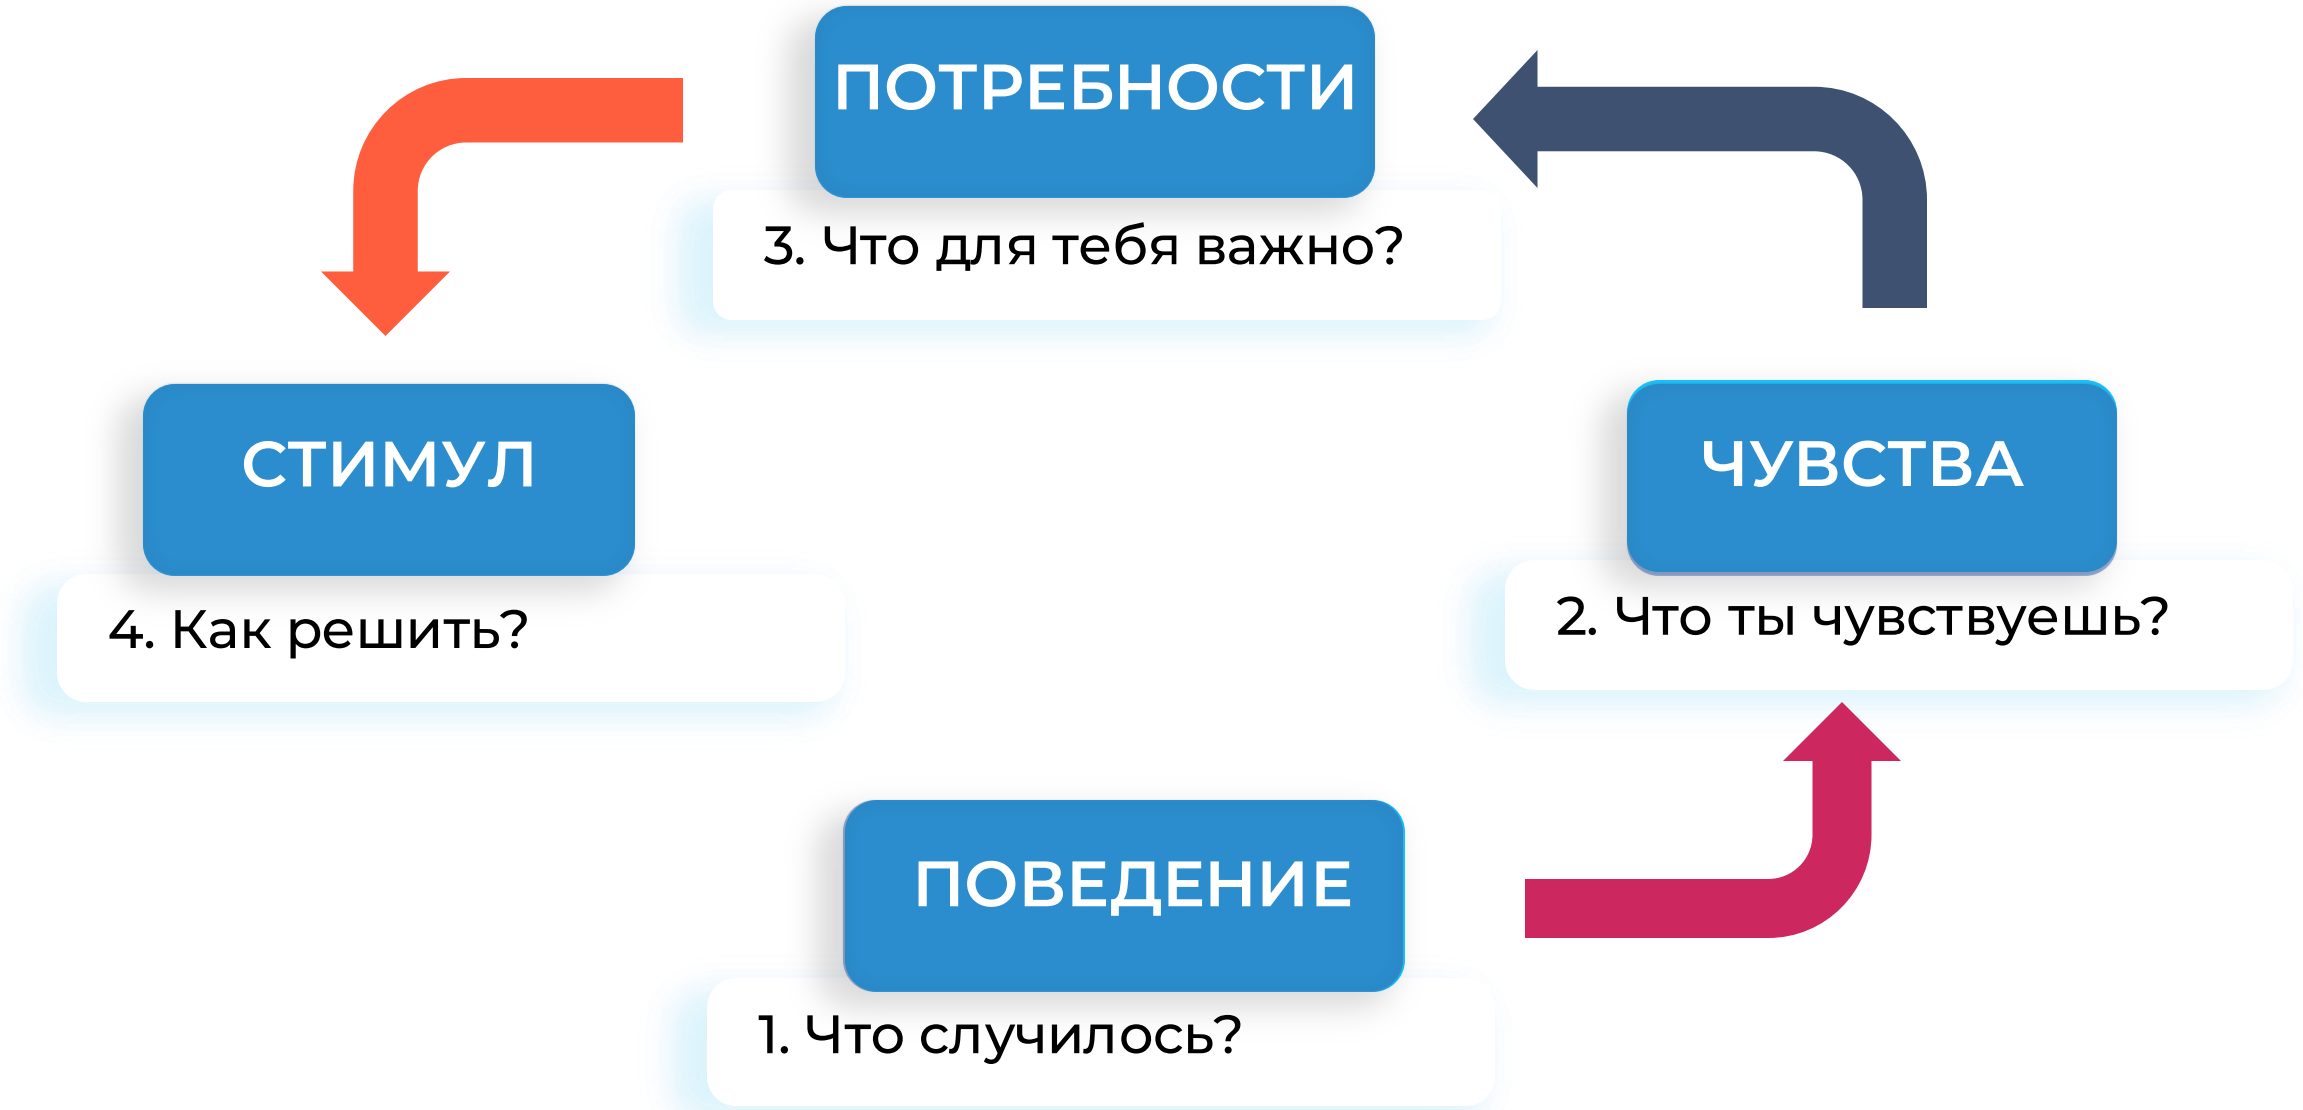 ПОТРЕБНОСТИ
3. Что для тебя важно?
СТИМУЛ
4. Как решить?
ЧУВСТВА
2. Что ты чувствуешь?
ПОВЕДЕНИЕ
1. Что случилось?